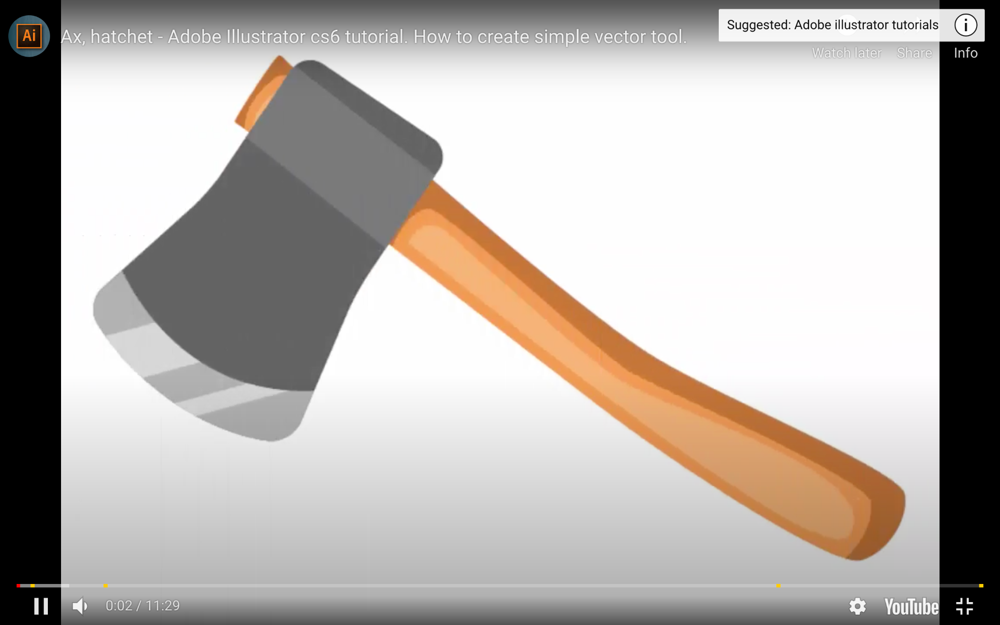 Ai
Ax, hatchet - Adobe Illustrator cs6 tutorial. How to create simple vector tool.
Suggested: Adobe illustrator tutorials
i
Watch later
Share
Info
0:02 / 11:29
YouTube